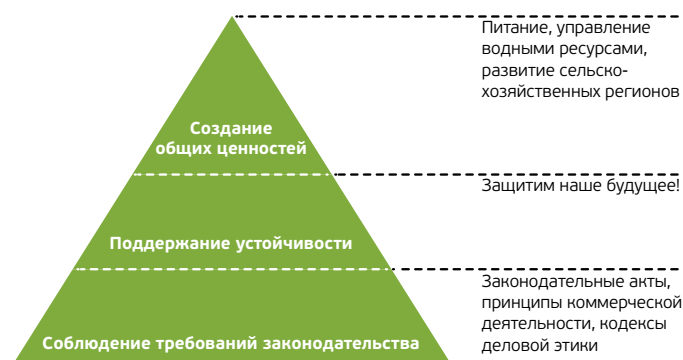 Питание, управление
водными ресурсами,
развитие сельско-
хозяйственных регионов
Создание
общих ценностей
Защитим наше будущее!
Поддержание устойчивости
Законодательные акты,
принципы коммерческой
деятельности, кодексы
деловой этики
Соблюдение требований законодательства